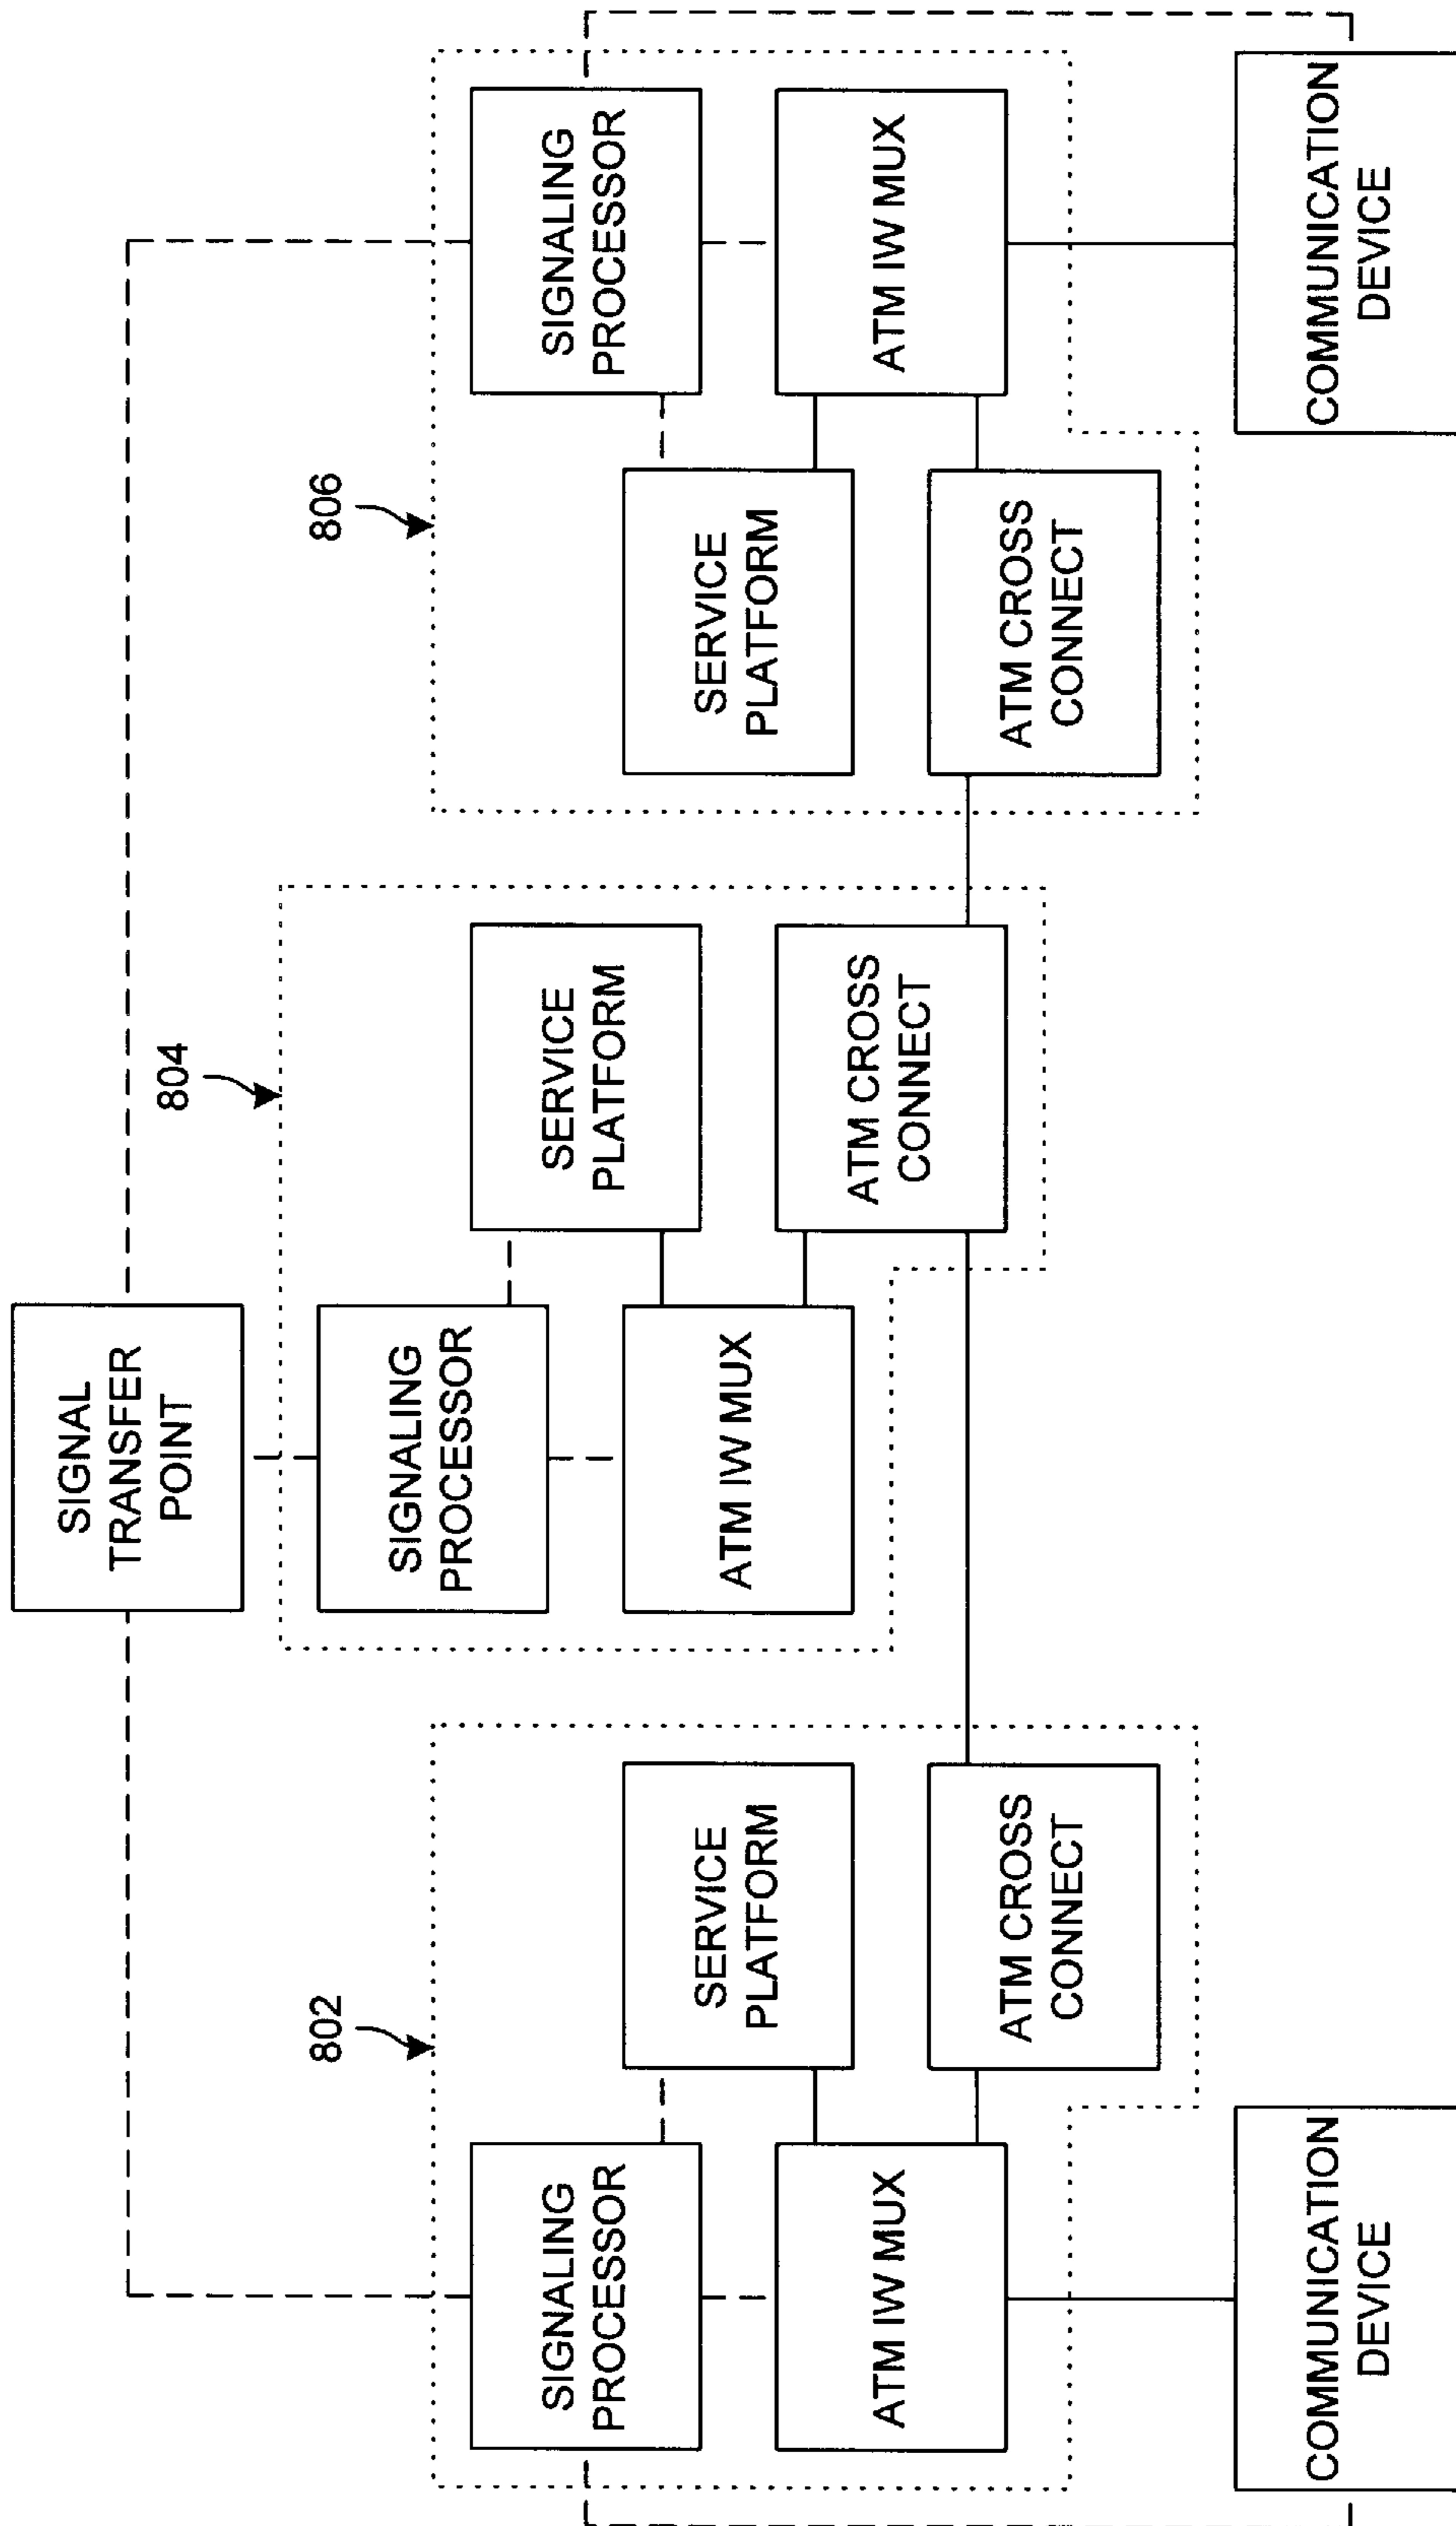 SIGNAL
TRANSFER
POINT
802
804
806
SIGNALING
PROCESSOR
SERVICE
PLATFORM
ATM IW MUX
ATM CROSS
CONNECT
SIGNALING
PROCESSOR
SERVICE
PLATFORM
ATM IW MUX
ATM CROSS
CONNECT
SIGNALING
PROCESSOR
SERVICE
PLATFORM
ATM IW MUX
ATM CROSS
CONNECT
COMMUNICATION
DEVICE
COMMUNICATION
DEVICE